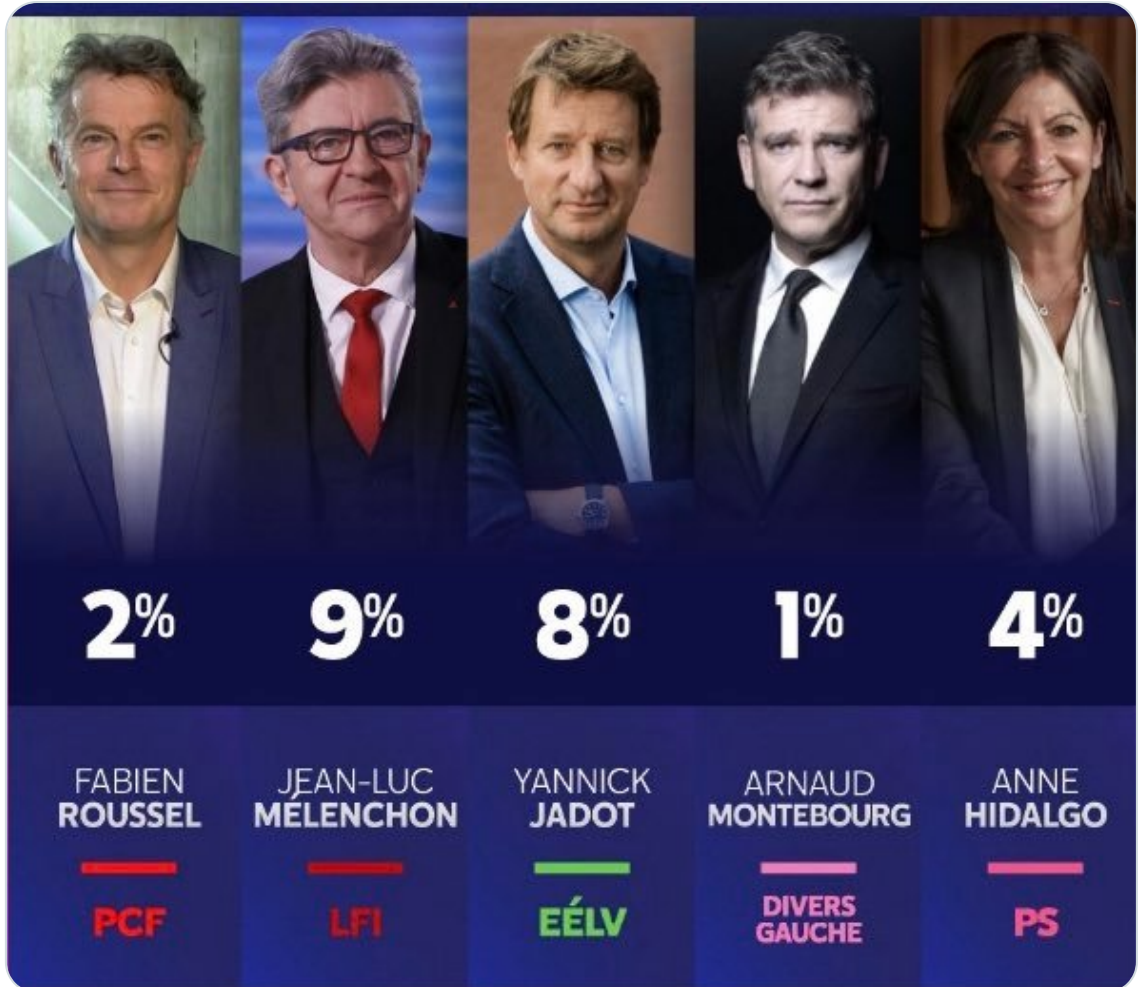 2%
9%
8%
1%
4%
FABIEN
ROUSSEL
JEAN-LUC
MÉLENCHON
YANNICK
JADOT
ARNAUD
MONTEBOURG
ANNE
HIDALGO
PCF
LFI
EÉLV
DIVERS
GAUCHE
PS